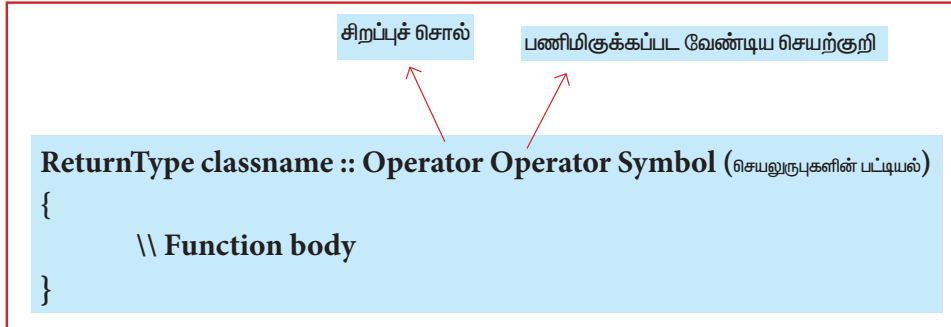 சிறப்புச் சொல்
பணிமிகுக்கப்பட வேண்டிய செயற்குறி
ReturnType classname :: Operator Operator Symbol (செயலுருபுகளின் பட்டியல்)
{
\\ Function body
}